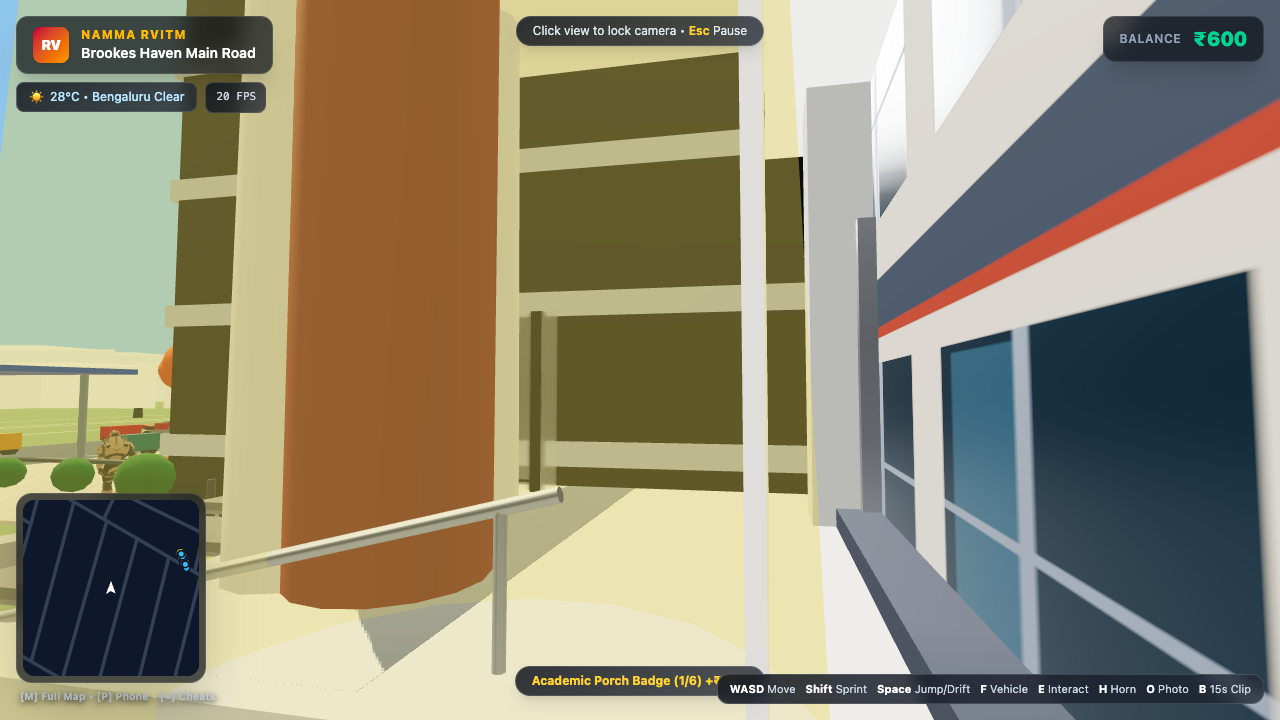 RV
NAMMA RVITM
Brookes Haven Main Road
28°C • Bengaluru Clear
20 FPS
Click view to lock camera • Esc Pause
BALANCE ₹600
[M] Full Map • [P] Phone • [~] Cheats
Academic Porch Badge (1/6) +₹
WASD Move Shift Sprint Space Jump/Drift F Vehicle E Interact H Horn O Photo B 15s Clip